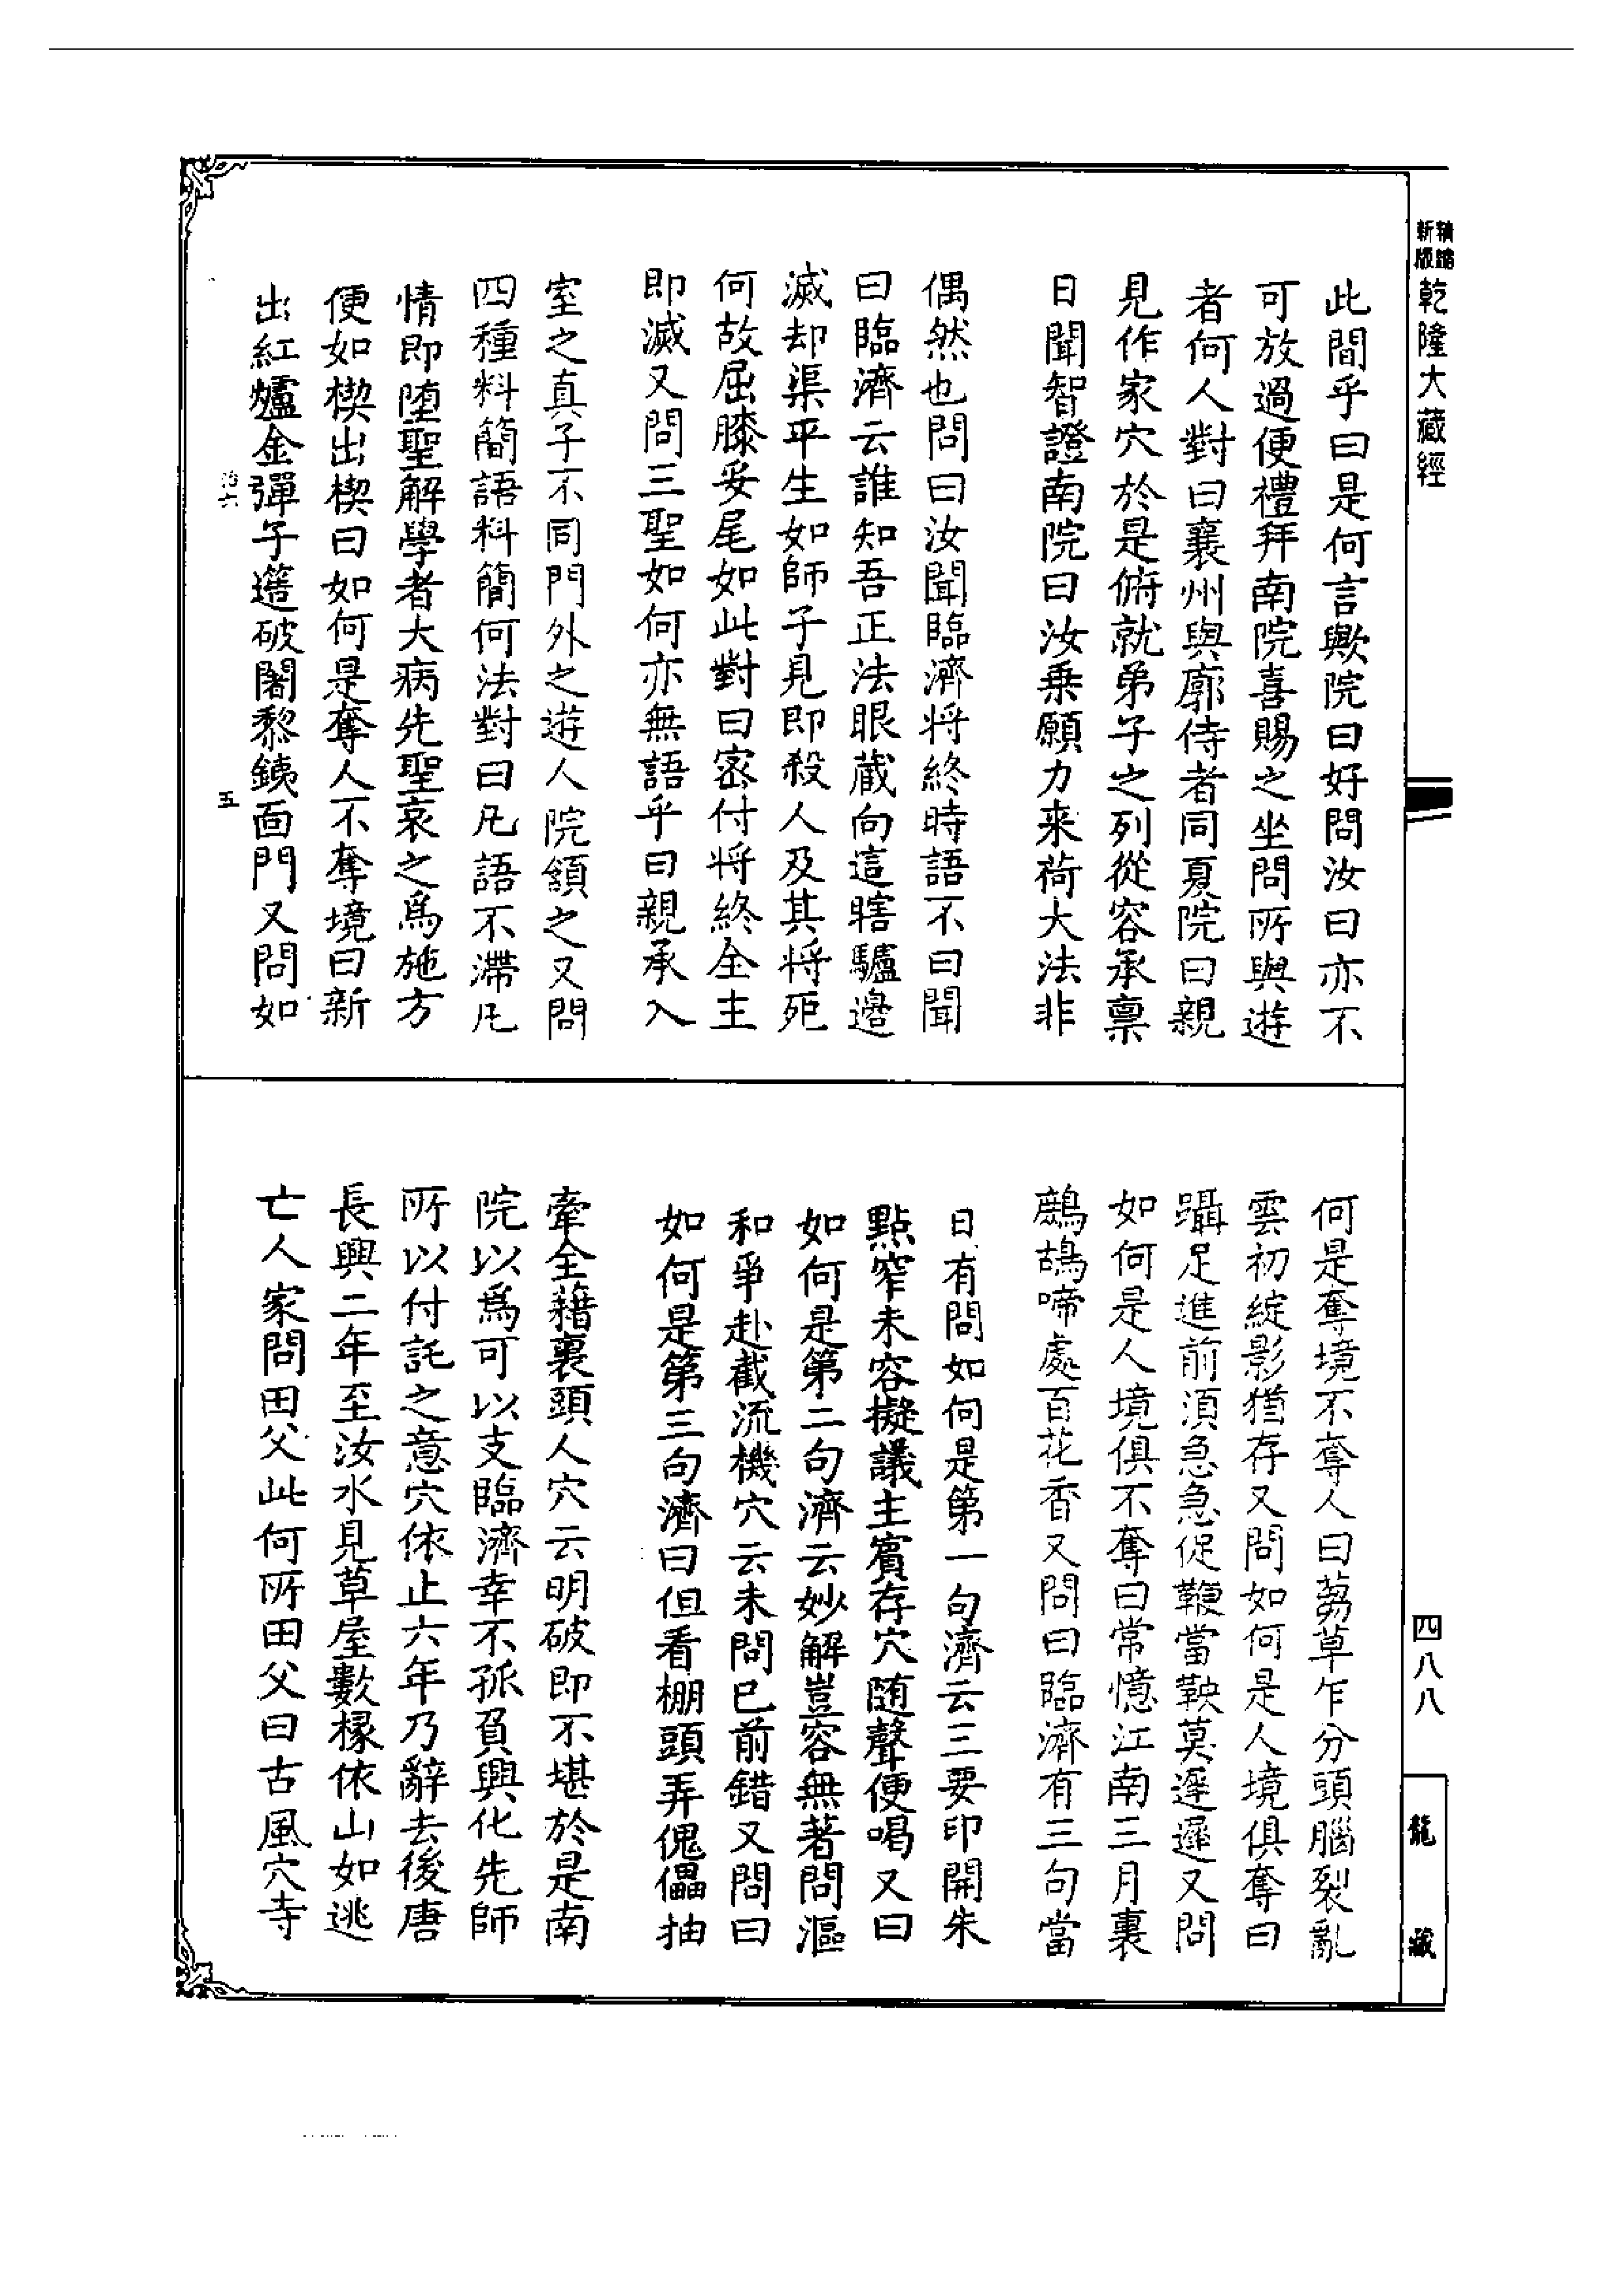 新版
精縮
乾隆大藏經
此間乎曰是何言歟院曰好問汝曰亦不
可放過便禮拜南院喜賜之坐問所與遊
者何人對曰襄州與廓侍者同夏院曰親
見作家穴於是俯就弟子之列從容承稟
日聞智證南院曰汝乗願力来荷大法非
偶然也問曰汝聞臨濟将終時語不曰聞
曰臨濟云誰知吾正法眼蔵向這瞎驢邊
滅却渠平生如師子見即殺人及其将死
何故屈膝妥尾如此對曰宻付将終全主
即滅又問三聖如何亦無語乎曰親承入
室之真子不同門外之遊人院頷之又問
四種料簡語料簡何法對曰凡語不滯凡
情即堕聖解學者大病先聖哀之為施方
便如楔出楔曰如何是奪人不奪境曰新
出紅爐金彈子簉破闍黎銕面門又問如
治六
五
何是奪境不奪人曰蒭草乍分頭腦裂亂
雲初綻影猶存又問如何是人境俱奪曰
躡足進前湏急急促鞭當鞅莫遲遲又問
如何是人境俱不奪曰常憶江南三月裏
鷓鴣啼處百花香又問曰臨濟有三句當
日有問如何是第一句濟云三要印開朱
點窄未容擬議主賓存穴随聲便喝又曰
如何是第二句濟云妙解豈容無著問漚
和爭赴截流機穴云未問已前錯又問曰
如何是第三句濟曰但看棚頭弄傀儡抽
牽全藉裏頭人穴云明破即不堪於是南
院以為可以支臨濟幸不孤負興化先師
所以付託之意穴依止六年乃辭去後唐
長興二年至汝水見草屋數椽依山如逃
亡人家問田父此何所田父曰古風穴寺
四八八
龍藏